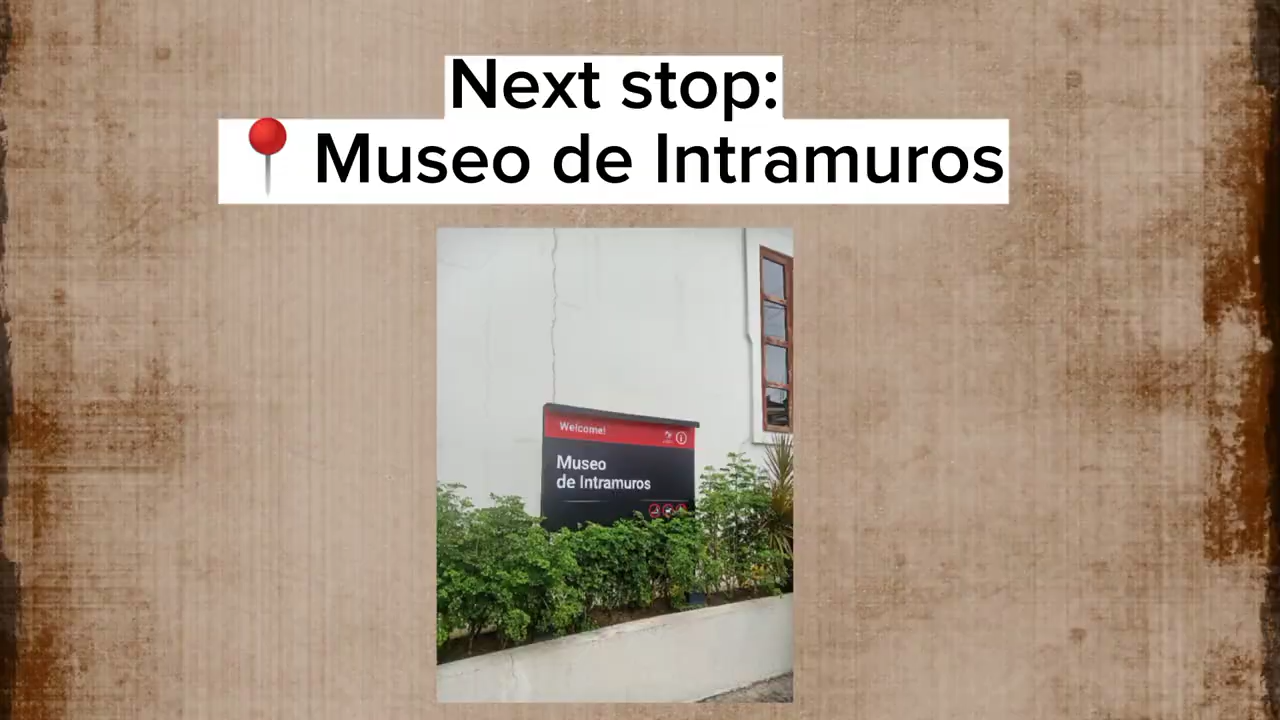 Next stop:
📍 Museo de Intramuros
Welcome!
Museo
de Intramuros